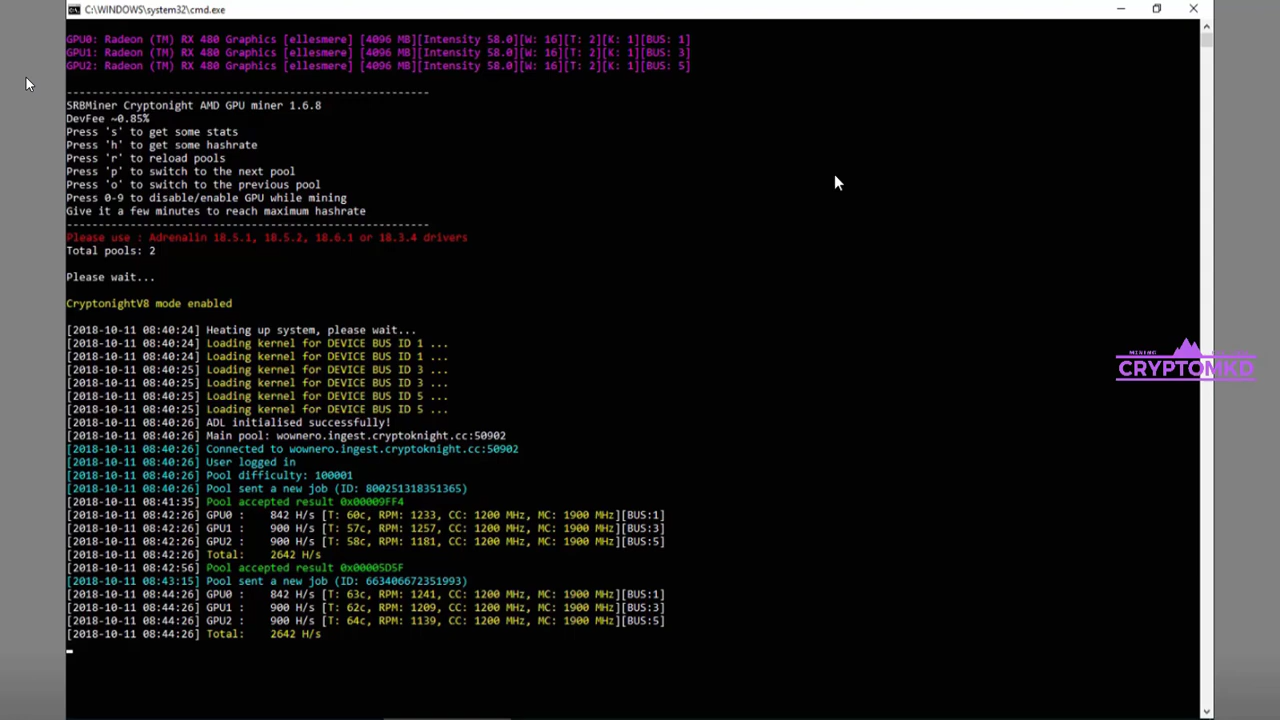 C:\WINDOWS\system32\cmd.exe
GPU0: Radeon (TM) RX 480 Graphics [ellesmere] [4096 MB][Intensity 58.0][W: 16][T: 2][K: 1][BUS: 1]
GPU1: Radeon (TM) RX 480 Graphics [ellesmere] [4096 MB][Intensity 58.0][W: 16][T: 2][K: 1][BUS: 3]
GPU2: Radeon (TM) RX 480 Graphics [ellesmere] [4096 MB][Intensity 58.0][W: 16][T: 2][K: 1][BUS: 5]
---------------------------------------------------------
SRBMiner Cryptonight AMD GPU miner 1.6.8
DevFee ~0.85%
Press 's' to get some stats
Press 'h' to get some hashrate
Press 'r' to reload pools
Press 'p' to switch to the next pool
Press 'o' to switch to the previous pool
Press 0-9 to disable/enable GPU while mining
Give it a few minutes to reach maximum hashrate
---------------------------------------------------------
Please use : Adrenalin 18.5.1, 18.5.2, 18.6.1 or 18.3.4 drivers
Total pools: 2
Please wait...
CryptonightV8 mode enabled
[2018-10-11 08:40:24] Heating up system, please wait...
[2018-10-11 08:40:24] Loading kernel for DEVICE BUS ID 1 ...
[2018-10-11 08:40:24] Loading kernel for DEVICE BUS ID 1 ...
[2018-10-11 08:40:25] Loading kernel for DEVICE BUS ID 3 ...
[2018-10-11 08:40:25] Loading kernel for DEVICE BUS ID 3 ...
[2018-10-11 08:40:25] Loading kernel for DEVICE BUS ID 5 ...
[2018-10-11 08:40:25] Loading kernel for DEVICE BUS ID 5 ...
[2018-10-11 08:40:26] ADL initialised successfully!
[2018-10-11 08:40:26] Main pool: wownero.ingest.cryptoknight.cc:50902
[2018-10-11 08:40:26] Connected to wownero.ingest.cryptoknight.cc:50902
[2018-10-11 08:40:26] User logged in
[2018-10-11 08:40:26] Pool difficulty: 100001
[2018-10-11 08:40:26] Pool sent a new job (ID: 800251318351365)
[2018-10-11 08:41:35] Pool accepted result 0x00009FF4
[2018-10-11 08:42:26] GPU0 : 842 H/s [T: 60c, RPM: 1233, CC: 1200 MHz, MC: 1900 MHz][BUS:1]
[2018-10-11 08:42:26] GPU1 : 900 H/s [T: 57c, RPM: 1257, CC: 1200 MHz, MC: 1900 MHz][BUS:3]
[2018-10-11 08:42:26] GPU2 : 900 H/s [T: 58c, RPM: 1181, CC: 1200 MHz, MC: 1900 MHz][BUS:5]
[2018-10-11 08:42:26] Total: 2642 H/s
[2018-10-11 08:42:56] Pool accepted result 0x00005D5F
[2018-10-11 08:43:15] Pool sent a new job (ID: 663406672351993)
[2018-10-11 08:44:26] GPU0 : 842 H/s [T: 63c, RPM: 1241, CC: 1200 MHz, MC: 1900 MHz][BUS:1]
[2018-10-11 08:44:26] GPU1 : 900 H/s [T: 62c, RPM: 1209, CC: 1200 MHz, MC: 1900 MHz][BUS:3]
[2018-10-11 08:44:26] GPU2 : 900 H/s [T: 64c, RPM: 1139, CC: 1200 MHz, MC: 1900 MHz][BUS:5]
[2018-10-11 08:44:26] Total: 2642 H/s
MINING
CRYPTOMKD